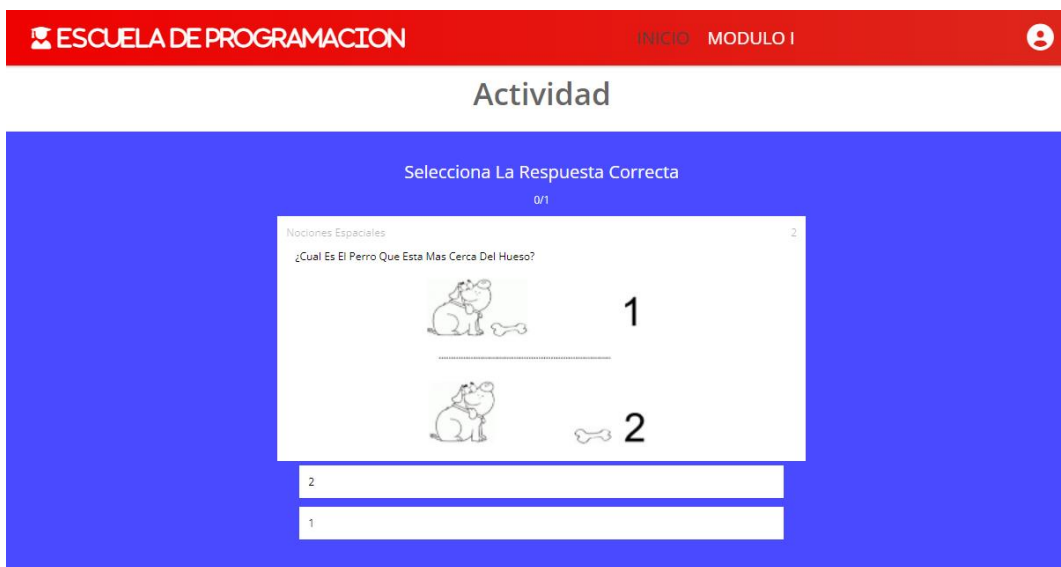 ESCUELA DE PROGRAMACION
INICIO MODULO I
Actividad
Selecciona La Respuesta Correcta
0/1
Nociones Espaciales 2
¿Cual Es El Perro Que Esta Mas Cerca Del Hueso?
1
2
2
1